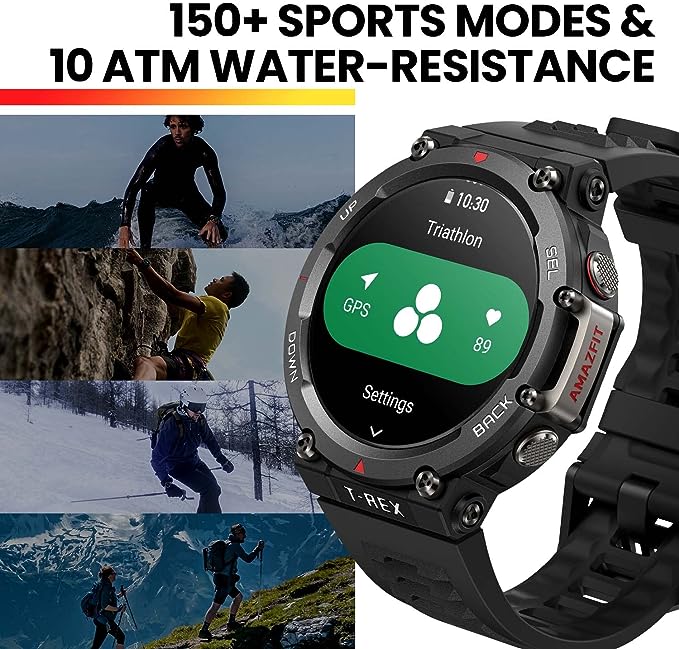 150+ SPORTS MODES &
10 ATM WATER-RESISTANCE
10:30
Triathlon
GPS
89
Settings
UP
SEL
DOWN
BACK
AMAZFIT
T-REX